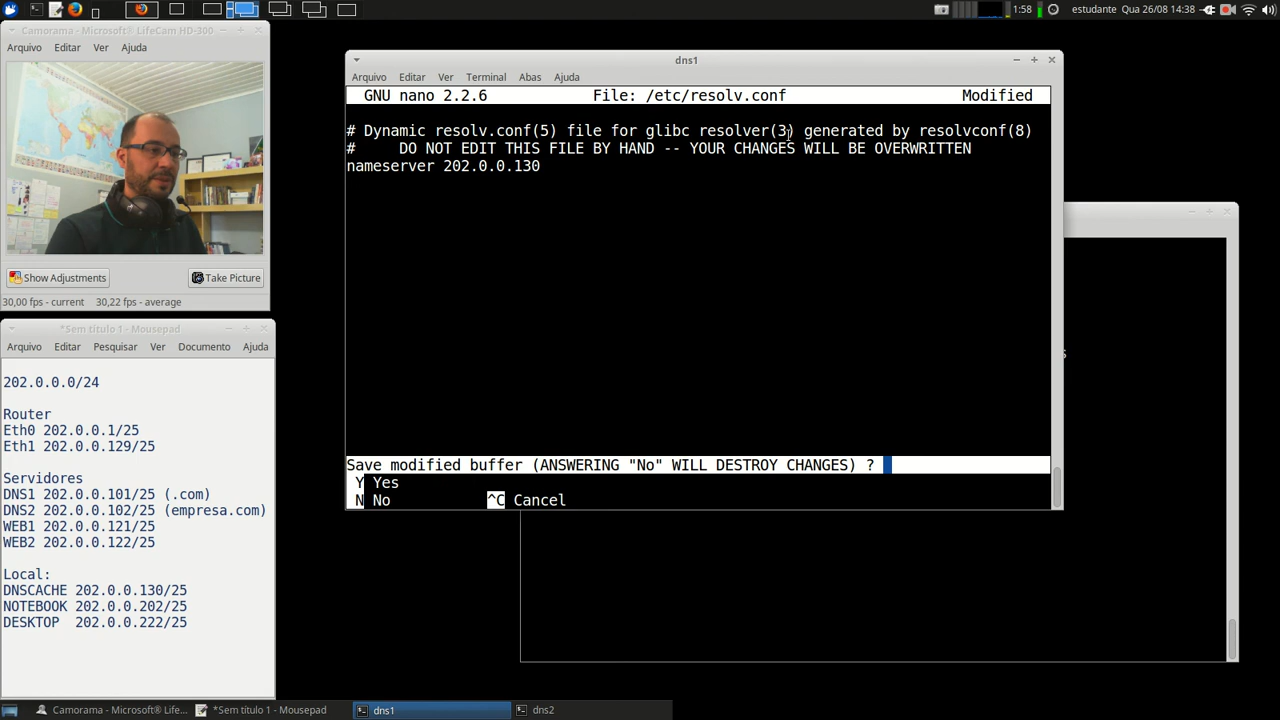 1:58
estudante
Qua 26/08 14:38
Camorama - Microsoft® LifeCam HD-300
Arquivo Editar Ver Ajuda
Show Adjustments
Take Picture
30,00 fps - current 30,22 fps - average
*Sem título 1 - Mousepad
Arquivo Editar Pesquisar Ver Documento Ajuda
202.0.0.0/24
Router
Eth0 202.0.0.1/25
Eth1 202.0.0.129/25
Servidores
DNS1 202.0.0.101/25 (.com)
DNS2 202.0.0.102/25 (empresa.com)
WEB1 202.0.0.121/25
WEB2 202.0.0.122/25
Local:
DNSCACHE 202.0.0.130/25
NOTEBOOK 202.0.0.202/25
DESKTOP 202.0.0.222/25
dns1
Arquivo Editar Ver Terminal Abas Ajuda
GNU nano 2.2.6 File: /etc/resolv.conf Modified
# Dynamic resolv.conf(5) file for glibc resolver(3) generated by resolvconf(8)
# DO NOT EDIT THIS FILE BY HAND -- YOUR CHANGES WILL BE OVERWRITTEN
nameserver 202.0.0.130
Save modified buffer (ANSWERING "No" WILL DESTROY CHANGES) ?
Y Yes
N No ^C Cancel
Camorama - Microsoft® Life...
*Sem título 1 - Mousepad
dns1
dns2